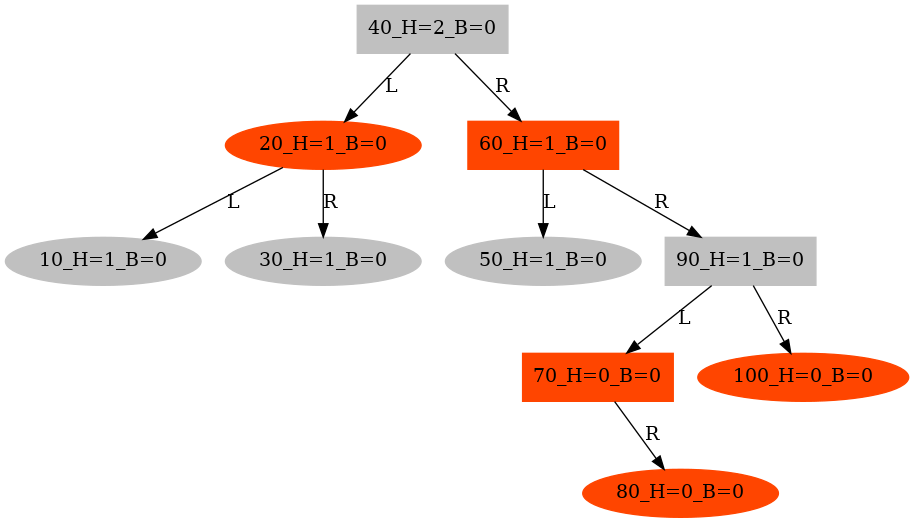 40_H=2_B=0
L
R
20_H=1_B=0
60_H=1_B=0
L
R
L
R
10_H=1_B=0
30_H=1_B=0
50_H=1_B=0
90_H=1_B=0
L
R
70_H=0_B=0
100_H=0_B=0
R
80_H=0_B=0